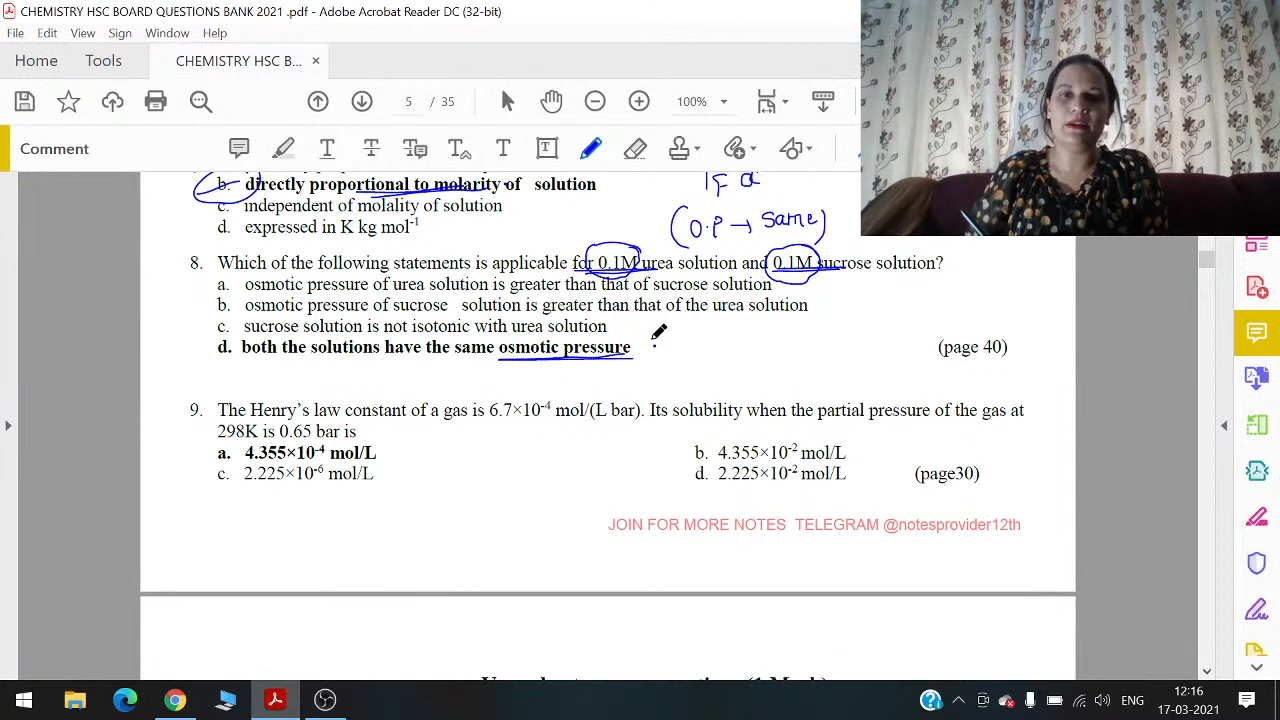 CHEMISTRY HSC BOARD QUESTIONS BANK 2021 .pdf - Adobe Acrobat Reader DC (32-bit)
File Edit View Sign Window Help
Home Tools CHEMISTRY HSC B... ×
5 / 35 100%
Comment
If a
b. directly proportional to molarity of solution
c. independent of molality of solution
(O.P → Same)
d. expressed in K kg mol-1
8. Which of the following statements is applicable for 0.1M urea solution and 0.1M sucrose solution?
a. osmotic pressure of urea solution is greater than that of sucrose solution
b. osmotic pressure of sucrose solution is greater than that of the urea solution
c. sucrose solution is not isotonic with urea solution
d. both the solutions have the same osmotic pressure (page 40)
9. The Henry's law constant of a gas is 6.7×10-4 mol/(L bar). Its solubility when the partial pressure of the gas at
298K is 0.65 bar is
a. 4.355×10-4 mol/L b. 4.355×10-2 mol/L
c. 2.225×10-6 mol/L d. 2.225×10-2 mol/L (page30)
JOIN FOR MORE NOTES TELEGRAM @notesprovider12th
ENG
12:16
17-03-2021